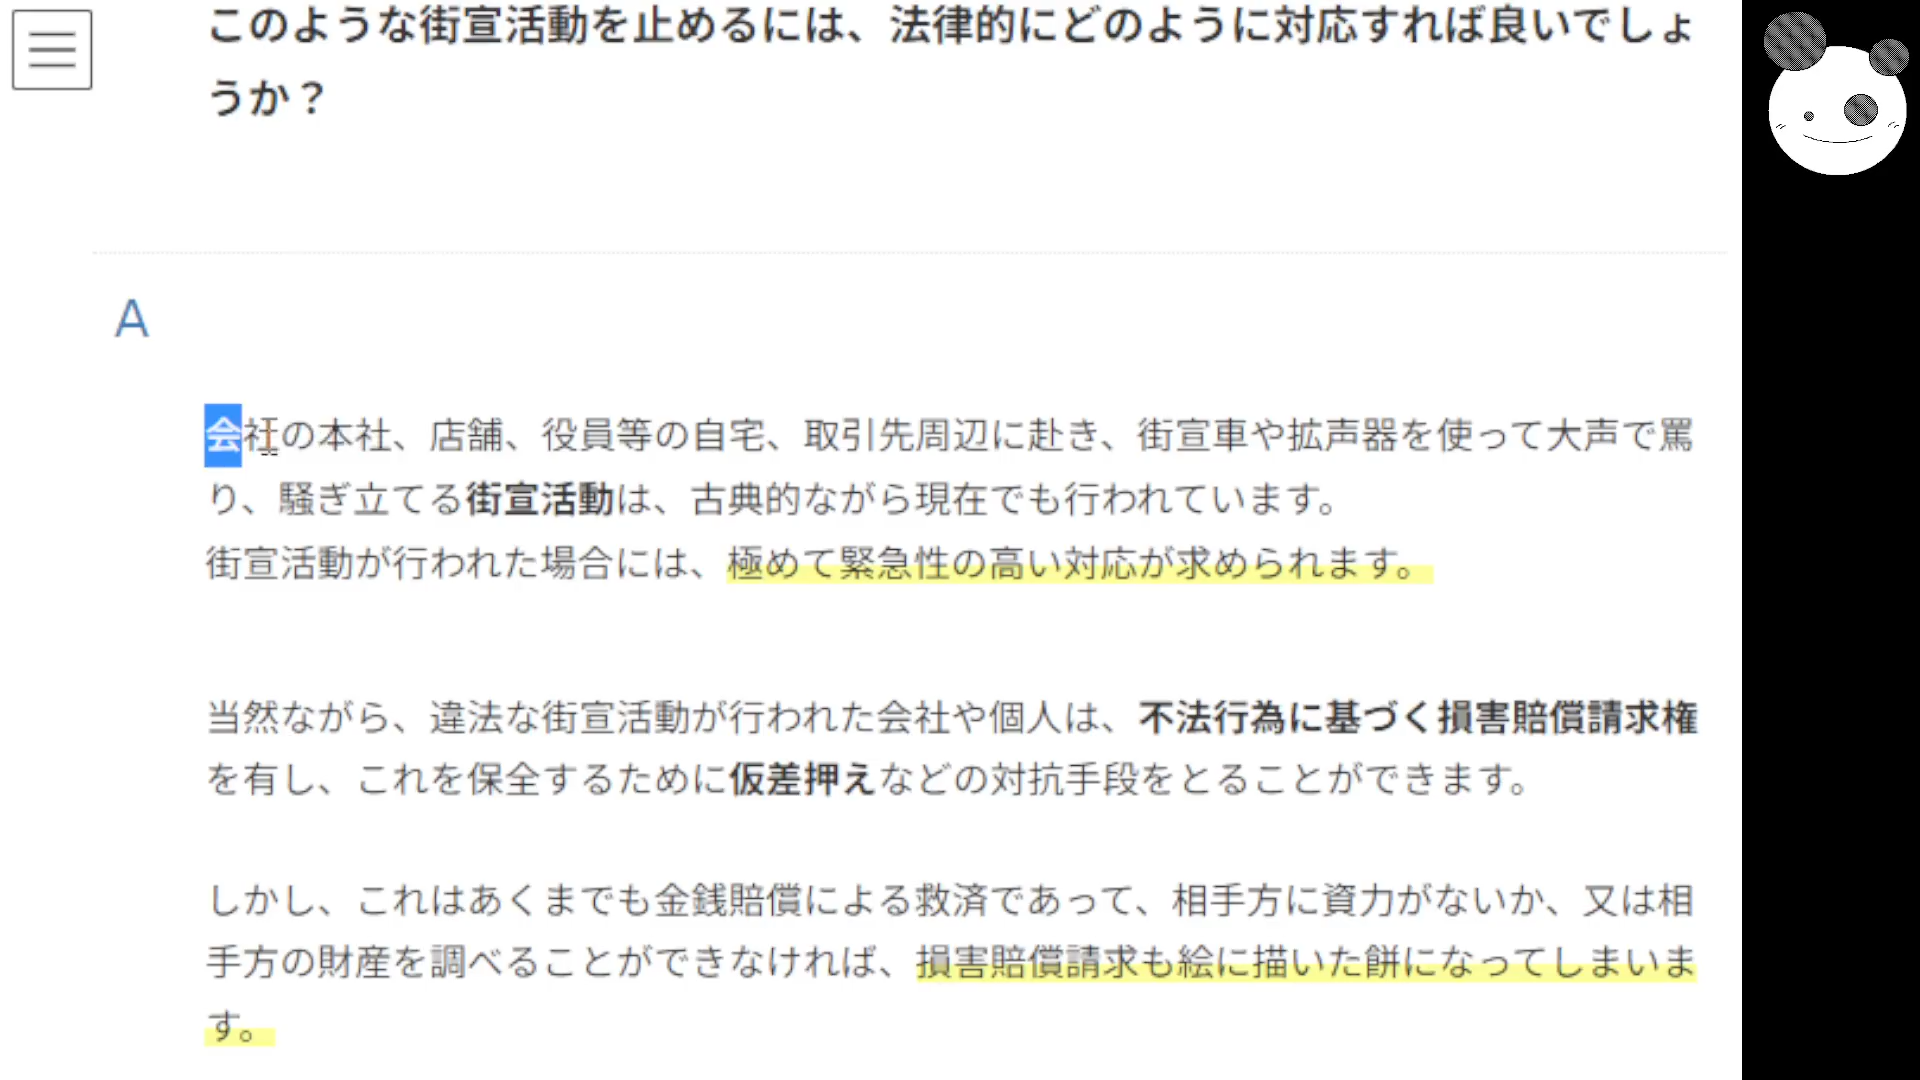 このような街宣活動を止めるには、法律的にどのように対応すれば良いでしょ
うか？
A
会社の本社、店舗、役員等の自宅、取引先周辺に赴き、街宣車や拡声器を使って大声で罵
り、騒ぎ立てる街宣活動は、古典的ながら現在でも行われています。
街宣活動が行われた場合には、極めて緊急性の高い対応が求められます。
当然ながら、違法な街宣活動が行われた会社や個人は、不法行為に基づく損害賠償請求権
を有し、これを保全するために仮差押えなどの対抗手段をとることができます。
しかし、これはあくまでも金銭賠償による救済であって、相手方に資力がないか、又は相
手方の財産を調べることができなければ、損害賠償請求も絵に描いた餅になってしまいま
す。